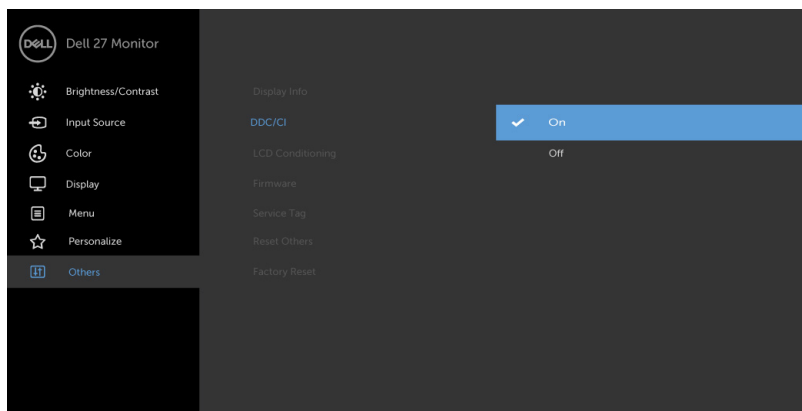 DELL
Dell 27 Monitor
Brightness/Contrast
Input Source
Color
Display
Menu
Personalize
Others
Display Info
DDC/CI
LCD Conditioning
Firmware
Service Tag
Reset Others
Factory Reset
On
Off